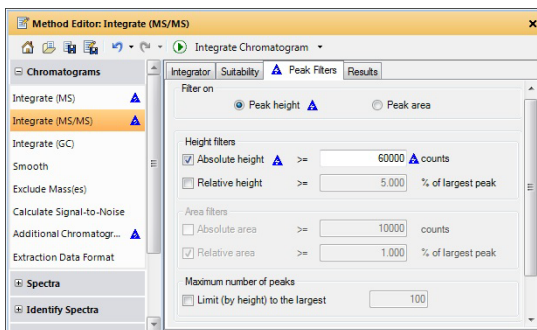 Method Editor: Integrate (MS/MS)
Integrate Chromatogram
Chromatograms
Integrate (MS)
Integrate (MS/MS)
Integrate (GC)
Smooth
Exclude Mass(es)
Calculate Signal-to-Noise
Additional Chromatogr...
Extraction Data Format
Spectra
Identify Spectra
Integrator Suitability Peak Filters Results
Filter on
Peak height Peak area
Height filters
Absolute height >= 60000 counts
Relative height >= 5.000 % of largest peak
Area filters
Absolute area >= 10000 counts
Relative area >= 1.000 % of largest peak
Maximum number of peaks
Limit (by height) to the largest 100